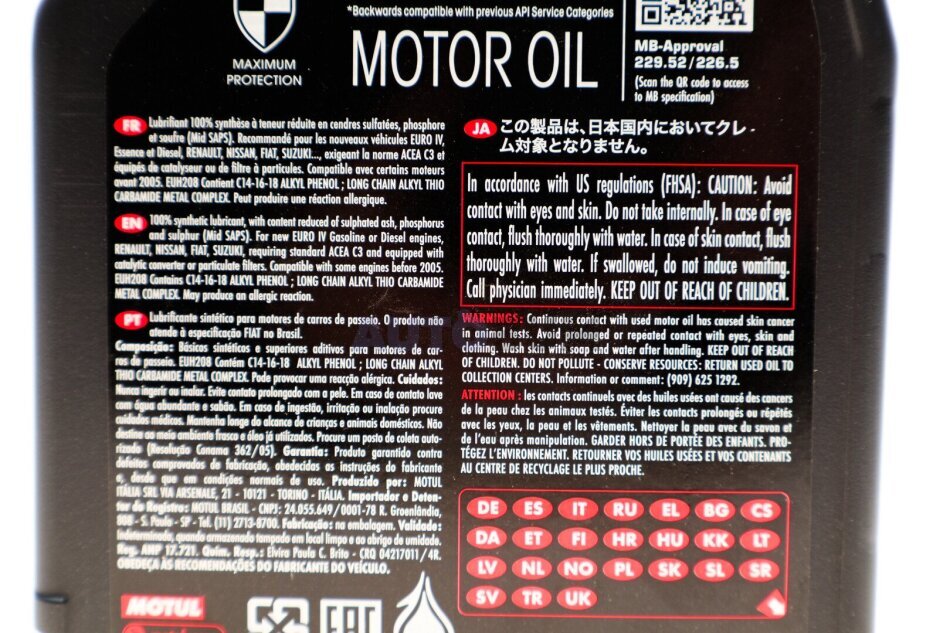 *Backwards compatible with previous API Service Categories
MAXIMUM
PROTECTION
MOTOR OIL
MB-Approval
229.52/226.5
(Scan the QR code to access
to MB specification)
FR Lubrifiant 100% synthèse à teneur réduite en cendres sulfatées, phosphore
et soufre (Mid SAPS). Recommandé pour les nouveaux véhicules EURO IV,
Essence et Diesel, RENAULT, NISSAN, FIAT, SUZUKI..., exigeant la norme ACEA C3 et
équipés de catalyseur ou de filtre à particules. Compatible avec certains moteurs
avant 2005. EUH208 Contient C14-16-18 ALKYL PHENOL ; LONG CHAIN ALKYL THIO
CARBAMIDE METAL COMPLEX. Peut produire une réaction allergique.
EN 100% synthetic lubricant, with content reduced of sulphated ash, phosphorus
and sulphur (Mid SAPS). For new EURO IV Gasoline or Diesel engines,
RENAULT, NISSAN, FIAT, SUZUKI, requiring standard ACEA C3 and equipped with
catalytic converter or particulate filters. Compatible with some engines before 2005.
EUH208 Contains C14-16-18 ALKYL PHENOL ; LONG CHAIN ALKYL THIO CARBAMIDE
METAL COMPLEX. May produce an allergic reaction.
PT Lubrificante sintético para motores de carros de passeio. O produto não
atende à especificação FIAT no Brasil.
Composição: Básicos sintéticos e superiores aditivos para motores de car-
ros de passeio. EUH208 Contém C14-16-18 ALKYL PHENOL ; LONG CHAIN ALKYL
THIO CARBAMIDE METAL COMPLEX. Pode provocar uma reacção alérgica. Cuidados:
Nunca ingerir ou inalar. Evite contato prolongado com a pele. Em caso de contato lave
com água abundante e sabão. Em caso de ingestão, irritação ou inalação procure
cuidados médicos. Mantenha longe do alcance de crianças e animais domésticos. Não
destine ao meio ambiente frasco e óleo já utilizados. Procure um posto de coleta auto-
rizado (Resolução Conama 362/05). Garantia: Produto garantido contra
defeitos comprovados de fabricação, obedecidas as instruções do fabricante
e, desde que em condições normais de uso. Produzido por: MOTUL
ITÁLIA SRL VIA ARSENALE, 21 - 10121 - TORINO - ITÁLIA. Importador e Deten-
tor do Registro: MOTUL BRASIL - CNPJ: 24.055.649/0001-78 R. Groenlândia,
808 - S. Paulo - SP - Tel. (11) 2713-8700. Fabricação: na embalagem. Validade:
Indeterminado, quando armazenado tampado em local limpo e ao abrigo de umidade.
Reg. ANP 17.721. Quím. Resp.: Elvira Paula C. Brito - CRQ 04217011/4R.
OBEDEÇA ÀS RECOMENDAÇÕES DO FABRICANTE DO VEÍCULO.
MOTUL
EAC
JA この製品は、日本国内においてクレー
ム対象となりません。
In accordance with US regulations (FHSA): CAUTION: Avoid
contact with eyes and skin. Do not take internally. In case of eye
contact, flush thoroughly with water. In case of skin contact, flush
thoroughly with water. If swallowed, do not induce vomiting.
Call physician immediately. KEEP OUT OF REACH OF CHILDREN.
WARNINGS: Continuous contact with used motor oil has caused skin cancer
in animal tests. Avoid prolonged or repeated contact with eyes, skin and
clothing. Wash skin with soap and water after handling. KEEP OUT OF REACH
OF CHILDREN. DO NOT POLLUTE - CONSERVE RESOURCES: RETURN USED OIL TO
COLLECTION CENTERS. Information or comment: (909) 625 1292.
ATTENTION : les contacts continuels avec des huiles usées ont causé des cancers
de la peau chez les animaux testés. Éviter les contacts prolongés ou répétés
avec les yeux, la peau et les vêtements. Nettoyer la peau avec du savon et
de l'eau après manipulation. GARDER HORS DE PORTÉE DES ENFANTS. PRO-
TÉGEZ L'ENVIRONNEMENT. RETOURNER VOS HUILES USÉES ET VOS CONTENANTS
AU CENTRE DE RECYCLAGE LE PLUS PROCHE.
DE ES IT RU EL BG CS
DA ET FI HR HU KK LT
LV NL NO PL SK SL SR
SV TR UK